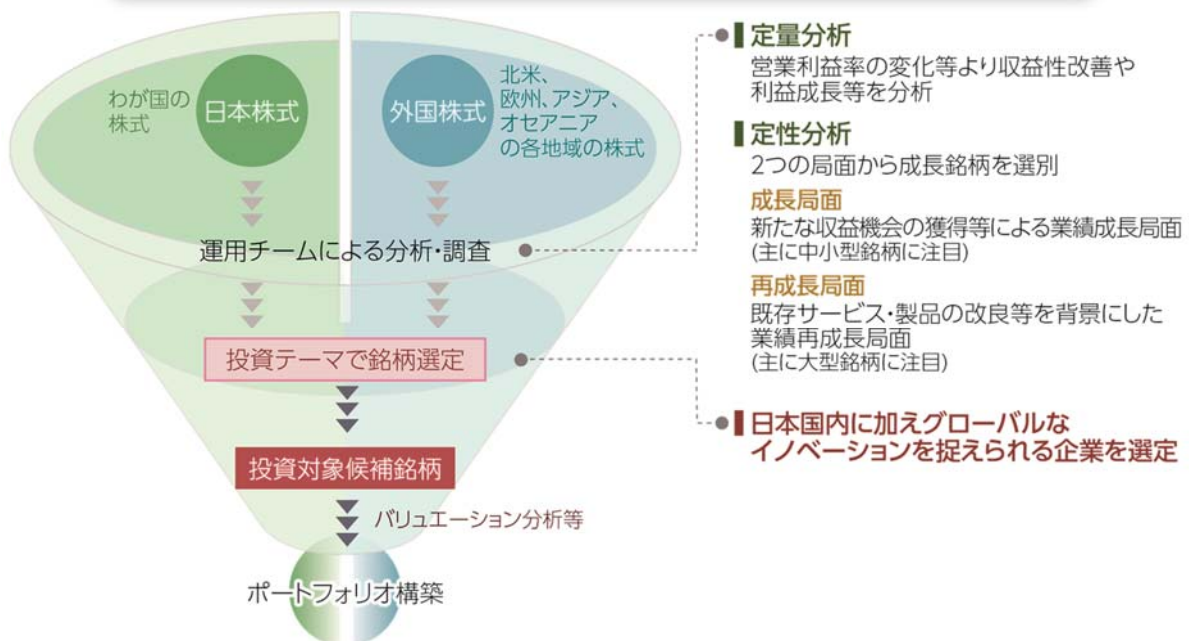 わが国の
株式
日本株式
外国株式
北米、
欧州、アジア、
オセアニア
の各地域の株式
運用チームによる分析・調査
投資テーマで銘柄選定
投資対象候補銘柄
バリュエーション分析等
ポートフォリオ構築
定量分析
営業利益率の変化等より収益性改善や
利益成長等を分析
定性分析
2つの局面から成長銘柄を選別
成長局面
新たな収益機会の獲得等による業績成長局面
(主に中小型銘柄に注目)
再成長局面
既存サービス・製品の改良等を背景にした
業績再成長局面
(主に大型銘柄に注目)
日本国内に加えグローバルな
イノベーションを捉えられる企業を選定